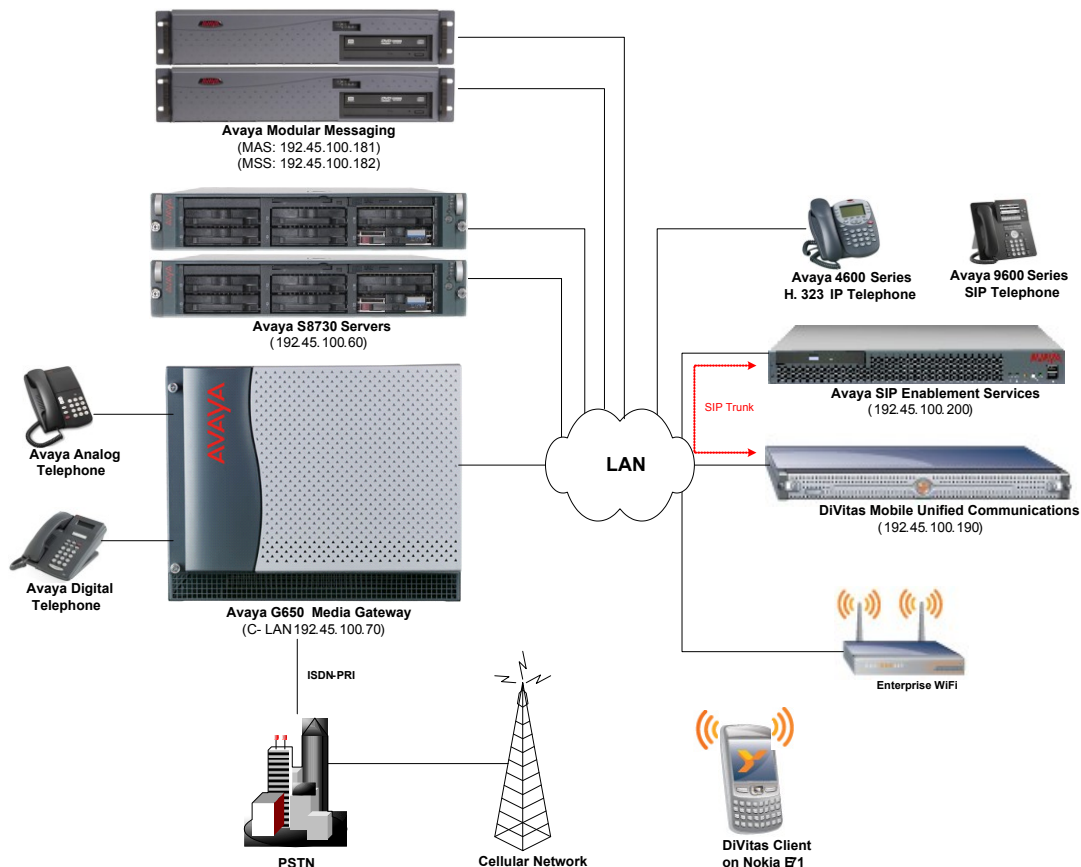 Avaya Modular Messaging
(MAS: 192.45.100.181)
(MSS: 192.45.100.182)
AVAYA
Avaya S8730 Servers
(192.45.100.60)
Avaya 4600 Series
H. 323 IP Telephone
Avaya 9600 Series
SIP Telephone
AVAYA
Avaya SIP Enablement Services
(192.45.100.200)
SIP Trunk
AVAYA
Avaya Analog
Telephone
LAN
DiVitas Mobile Unified Communications
(192.45.100.190)
Avaya Digital
Telephone
Avaya G650 Media Gateway
(C- LAN 192.45.100.70)
ISDN-PRI
Enterprise WiFi
PSTN
Cellular Network
DiVitas Client
on Nokia E71